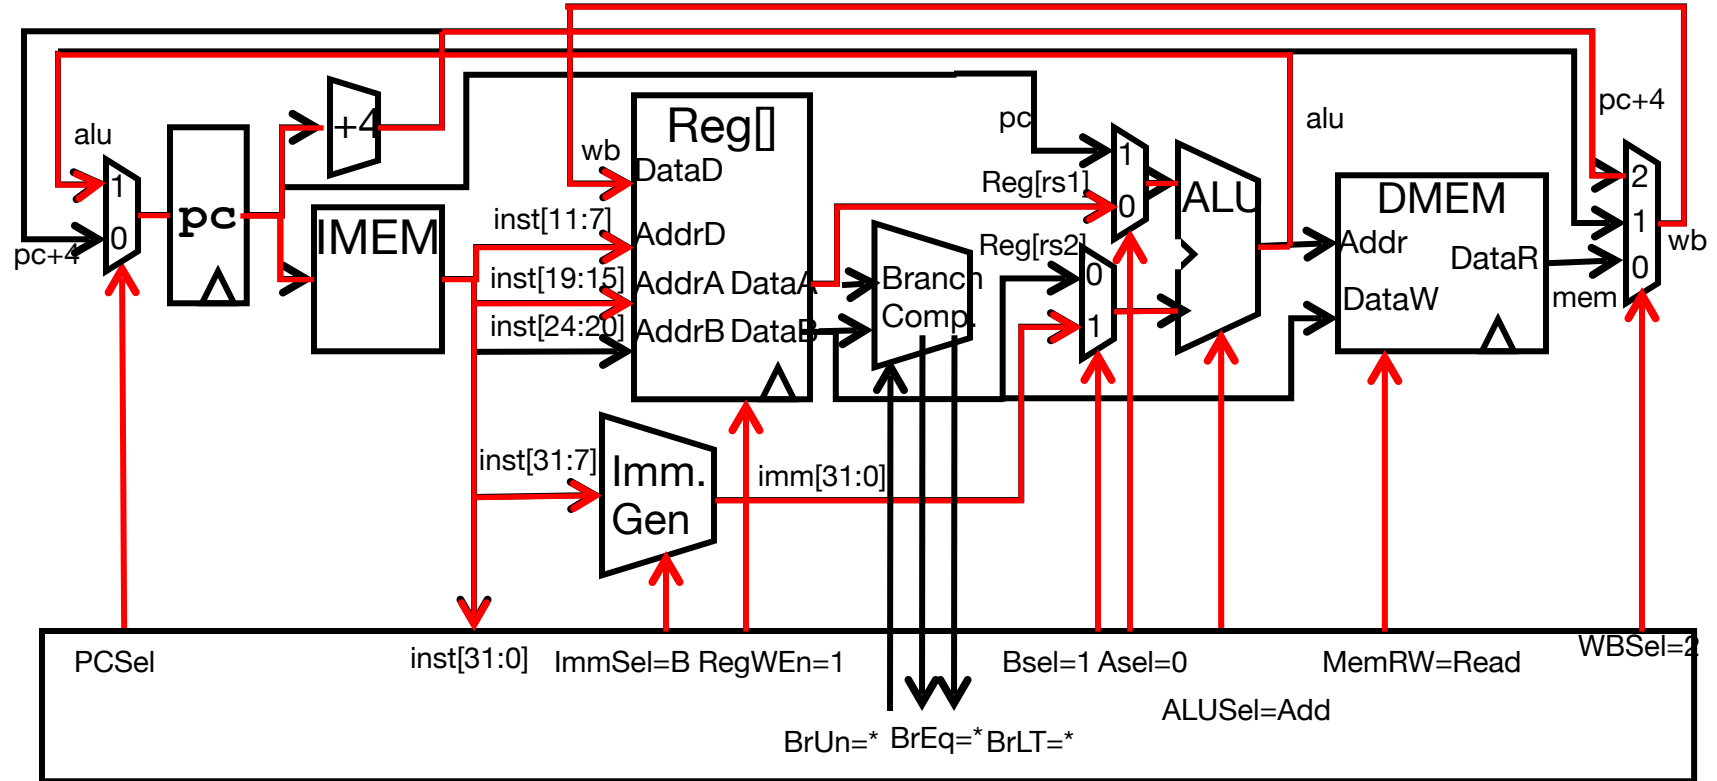 alu
1
0
pc+4
pc
+4
IMEM
inst[11:7]
inst[19:15]
inst[24:20]
Reg[]
wb
DataD
AddrD
AddrA DataA
AddrB DataB
inst[31:7]
Imm.
Gen
imm[31:0]
Branch
Comp.
pc
Reg[rs1]
Reg[rs2]
1
0
0
1
ALU
alu
DMEM
Addr
DataR
DataW
mem
pc+4
2
1
0
wb
PCSel
inst[31:0]
ImmSel=B RegWEn=1
Bsel=1 Asel=0
MemRW=Read
WBSel=2
ALUSel=Add
BrUn=* BrEq=* BrLT=*